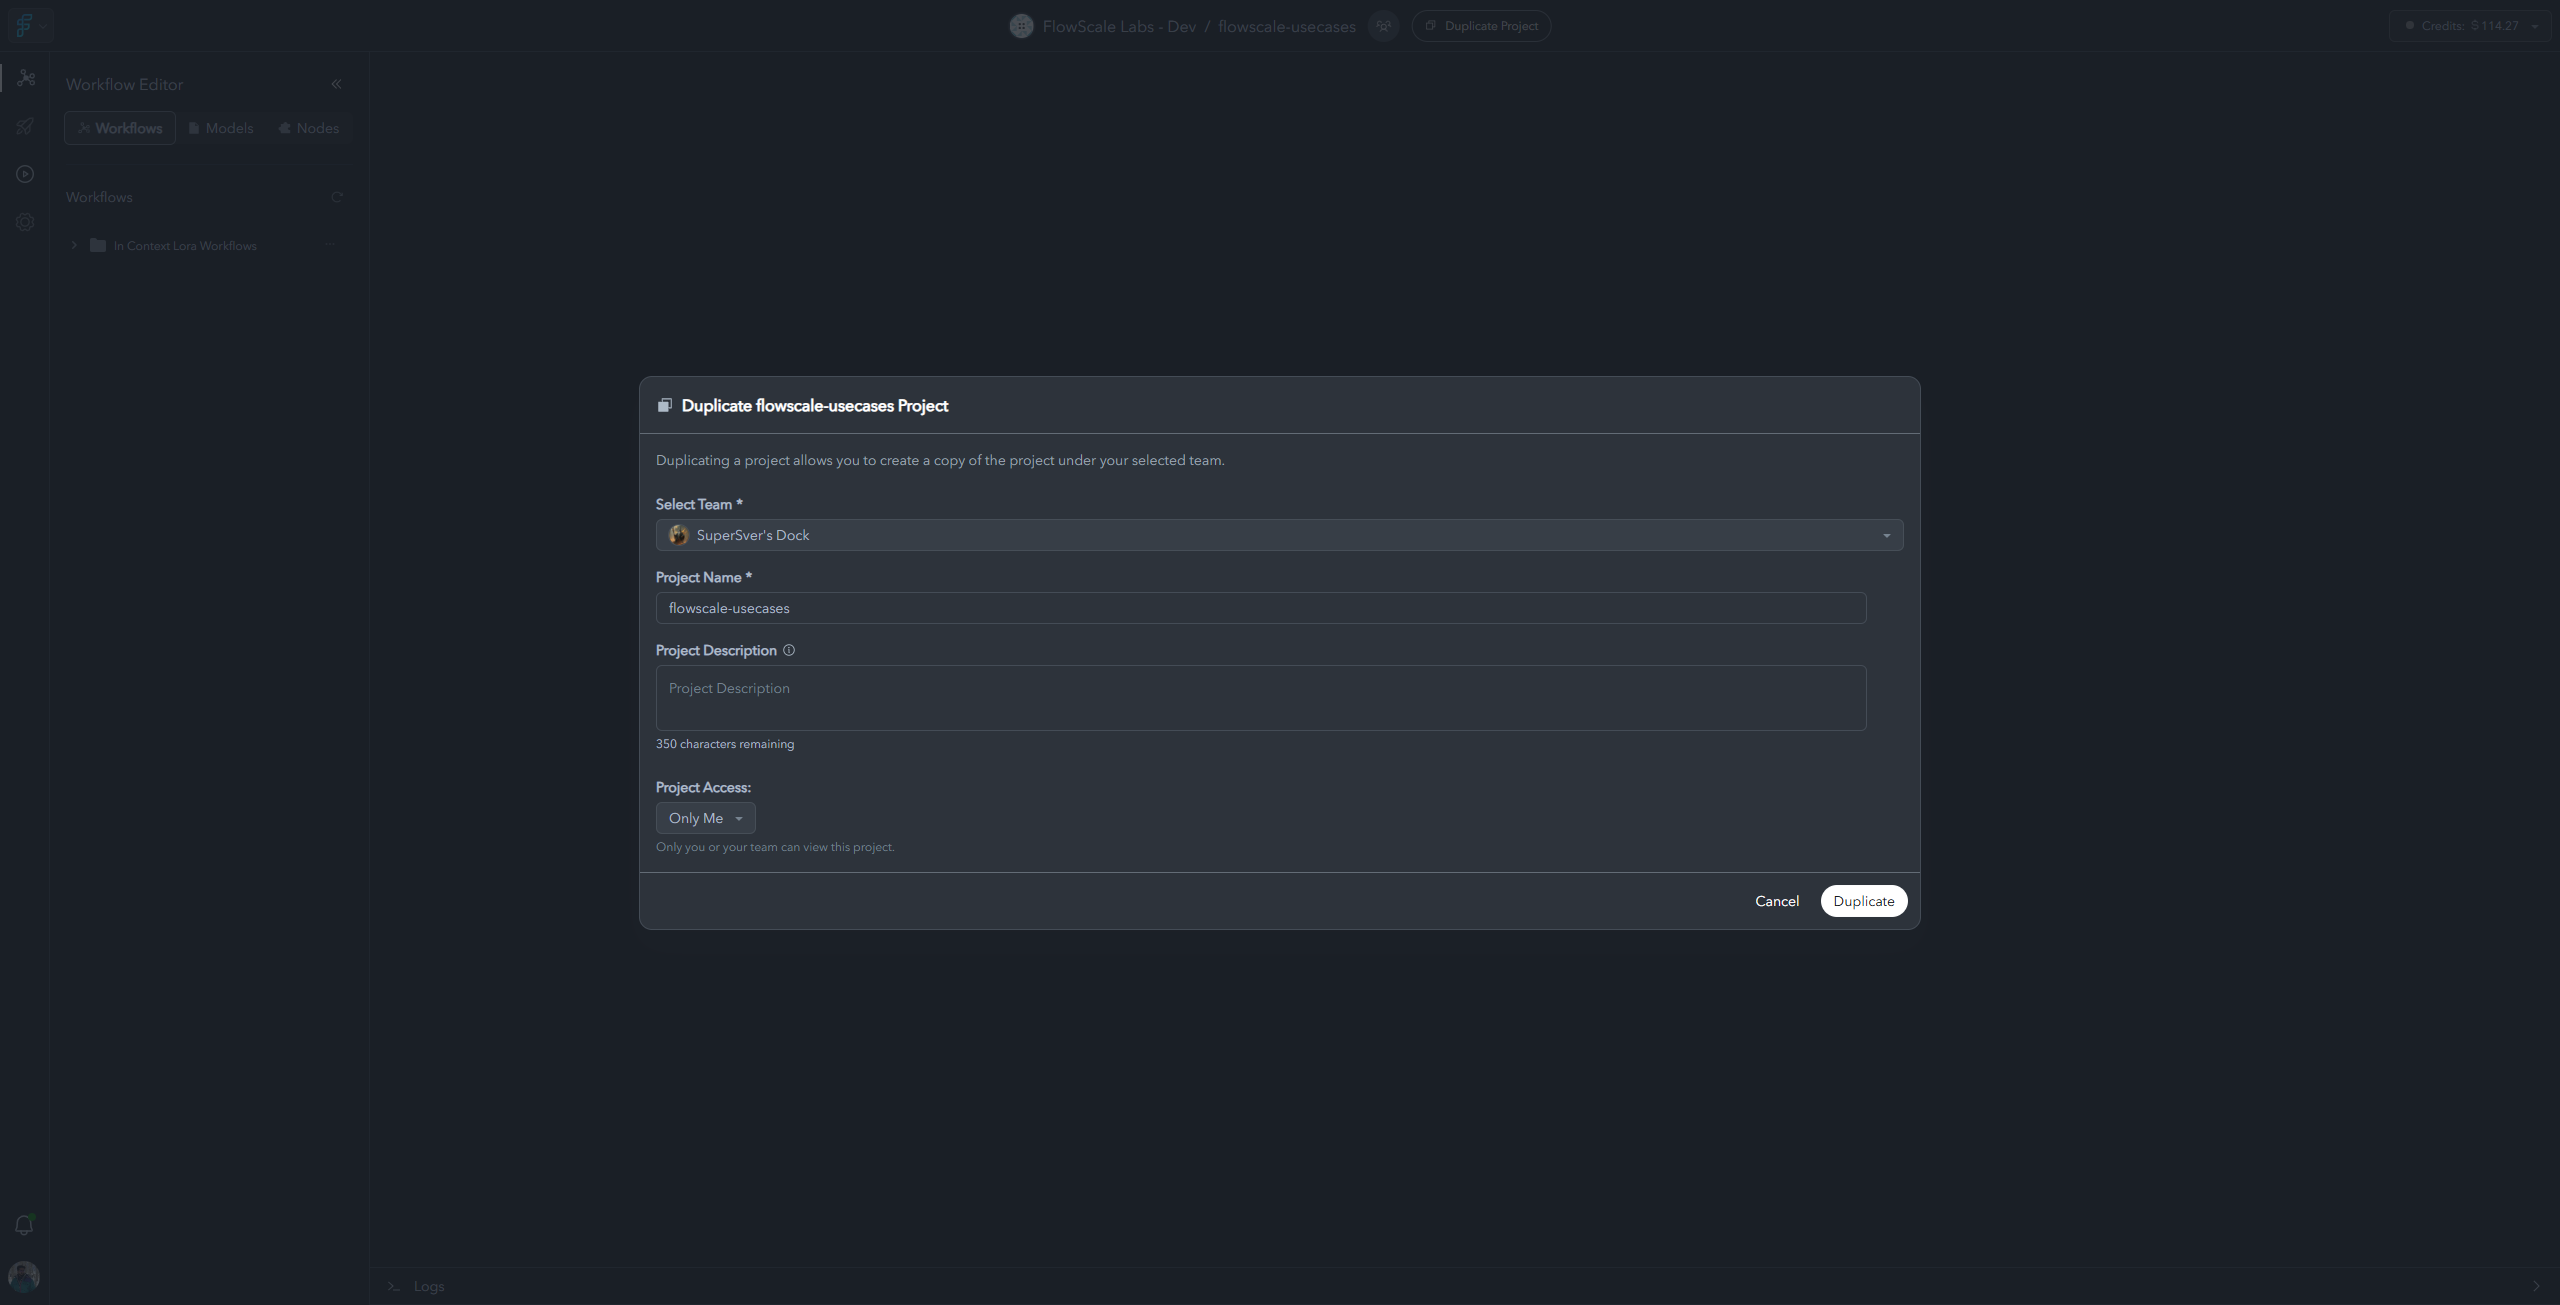 FlowScale Labs - Dev / flowscale-usecases
Duplicate Project
Credits: $ 114.27
Workflow Editor
Workflows
Models
Nodes
Workflows
In Context Lora Workflows
Duplicate flowscale-usecases Project
Duplicating a project allows you to create a copy of the project under your selected team.
Select Team *
SuperSver's Dock
Project Name *
flowscale-usecases
Project Description
Project Description
350 characters remaining
Project Access:
Only Me
Only you or your team can view this project.
Cancel
Duplicate
Logs